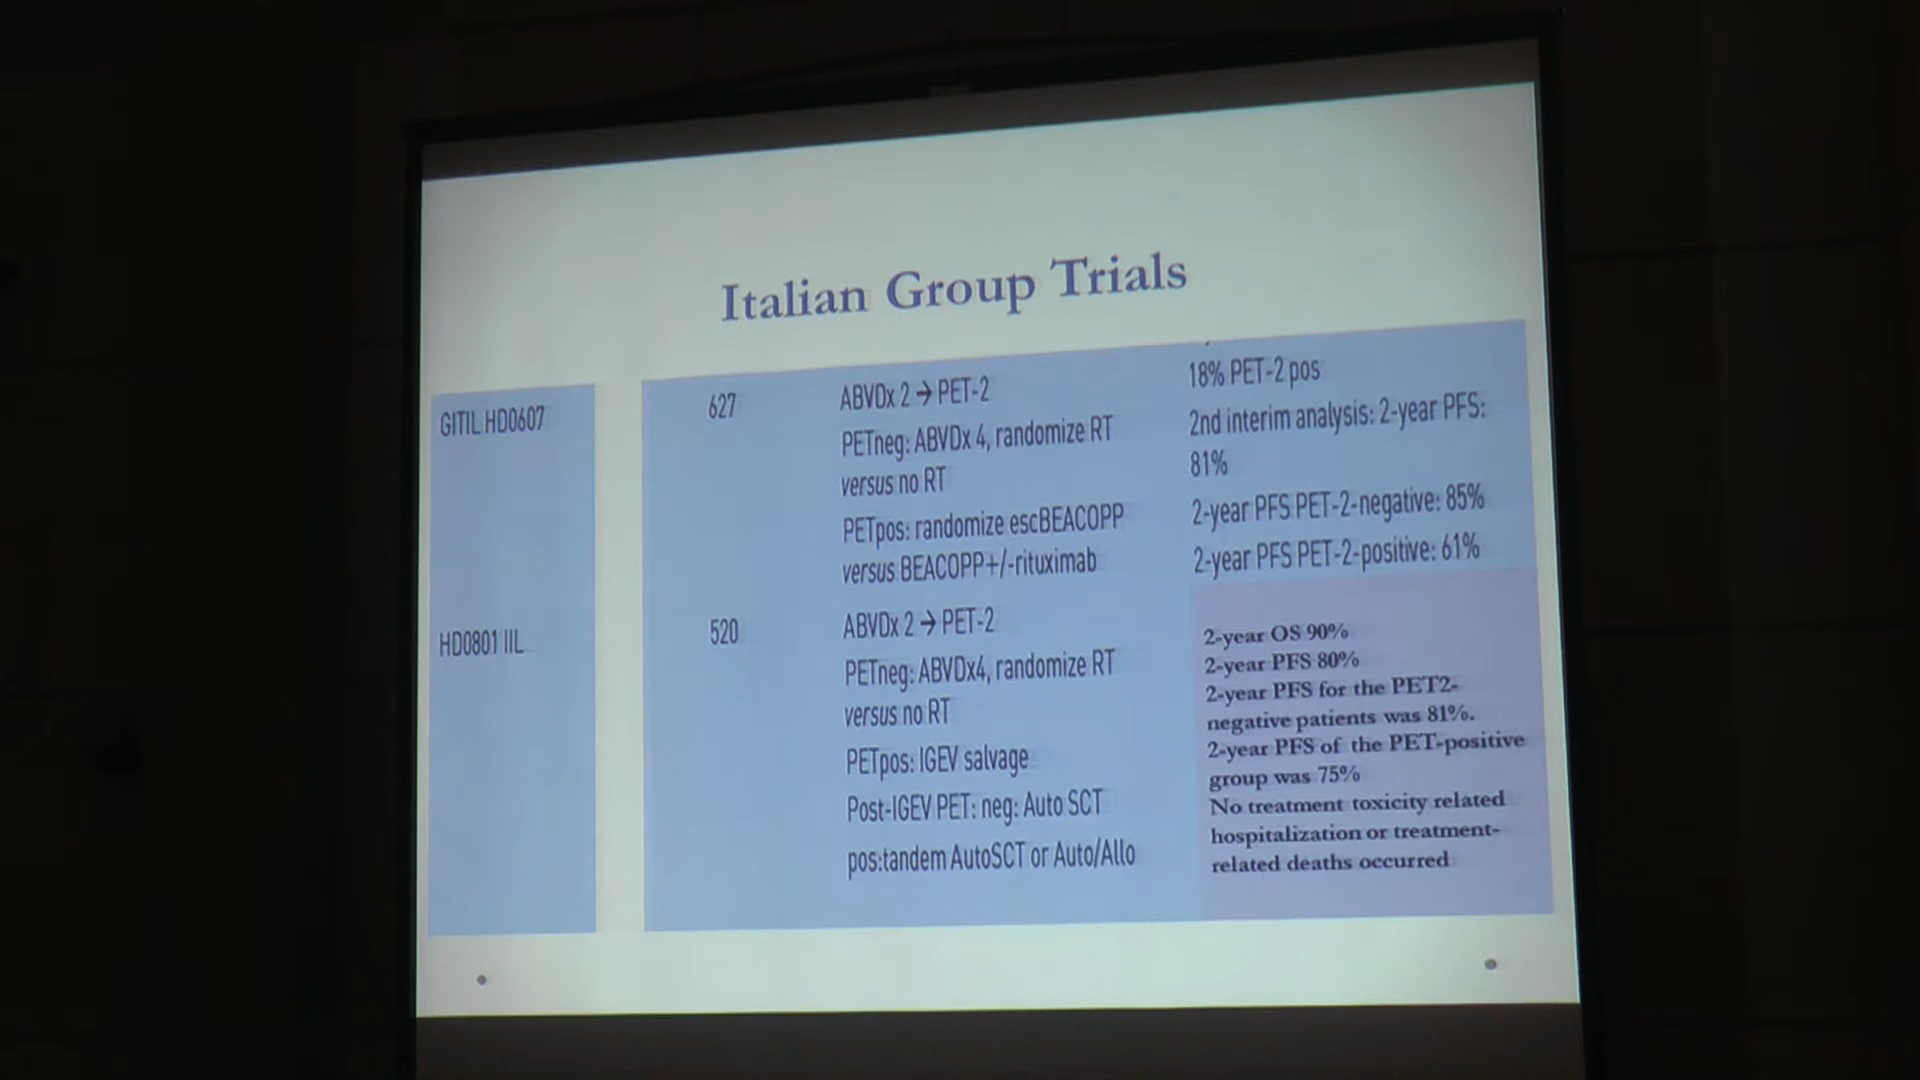 Italian Group Trials
GITIL HD0607
627
ABVDx 2 → PET-2
PETneg: ABVDx 4, randomize RT
versus no RT
PETpos: randomize escBEACOPP
versus BEACOPP+/-rituximab
18% PET-2 pos
2nd interim analysis: 2-year PFS:
81%
2-year PFS PET-2-negative: 85%
2-year PFS PET-2-positive: 61%
HD0801 IIL
520
ABVDx 2 → PET-2
PETneg: ABVDx4, randomize RT
versus no RT
PETpos: IGEV salvage
Post-IGEV PET: neg: Auto SCT
pos:tandem AutoSCT or Auto/Allo
2-year OS 90%
2-year PFS 80%
2-year PFS for the PET2-
negative patients was 81%.
2-year PFS of the PET-positive
group was 75%
No treatment toxicity related
hospitalization or treatment-
related deaths occurred